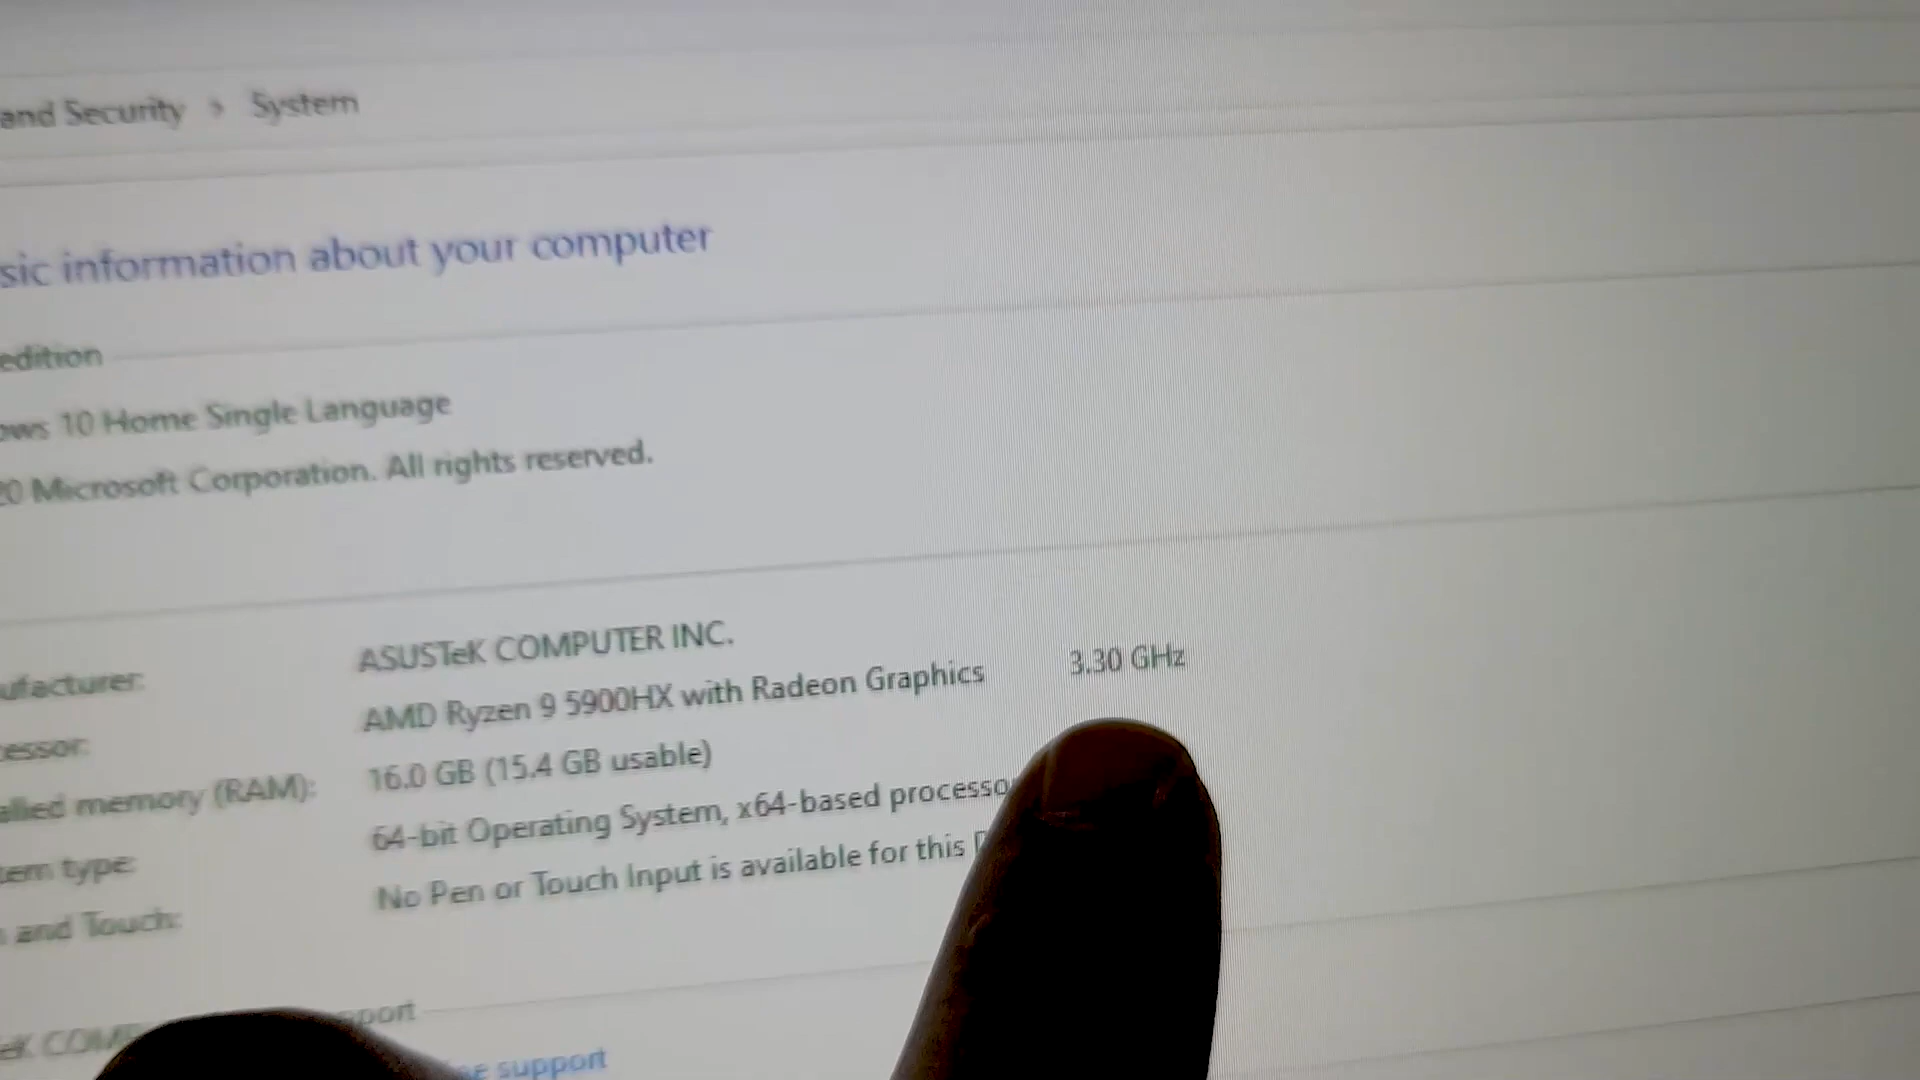 and Security > System
sic information about your computer
edition
ows 10 Home Single Language
20 Microsoft Corporation. All rights reserved.
ufacturer: ASUSTeK COMPUTER INC.
essor: AMD Ryzen 9 5900HX with Radeon Graphics 3.30 GHz
alled memory (RAM): 16.0 GB (15.4 GB usable)
tem type: 64-bit Operating System, x64-based processo
and Touch: No Pen or Touch Input is available for this
eK COM port
support